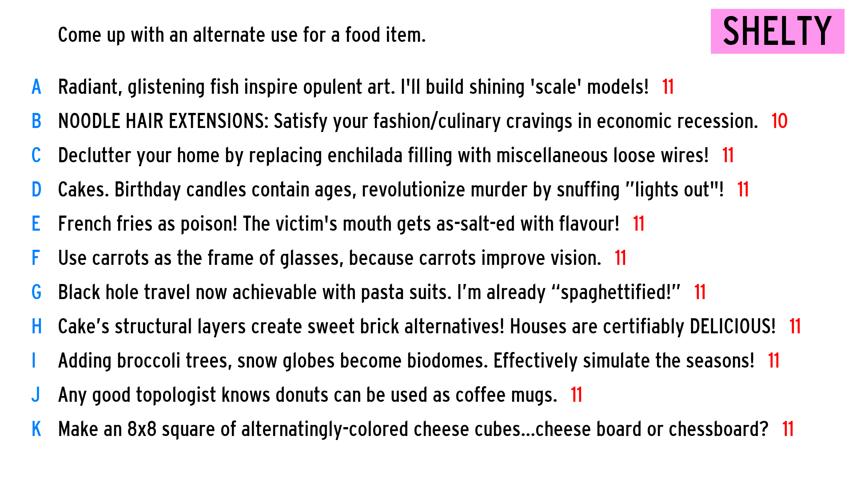 Come up with an alternate use for a food item.
SHELTY
A Radiant, glistening fish inspire opulent art. I'll build shining 'scale' models! 11
B NOODLE HAIR EXTENSIONS: Satisfy your fashion/culinary cravings in economic recession. 10
C Declutter your home by replacing enchilada filling with miscellaneous loose wires! 11
D Cakes. Birthday candles contain ages, revolutionize murder by snuffing ”lights out"! 11
E French fries as poison! The victim's mouth gets as-salt-ed with flavour! 11
F Use carrots as the frame of glasses, because carrots improve vision. 11
G Black hole travel now achievable with pasta suits. I’m already “spaghettified!” 11
H Cake’s structural layers create sweet brick alternatives! Houses are certifiably DELICIOUS! 11
I Adding broccoli trees, snow globes become biodomes. Effectively simulate the seasons! 11
J Any good topologist knows donuts can be used as coffee mugs. 11
K Make an 8x8 square of alternatingly-colored cheese cubes...cheese board or chessboard? 11